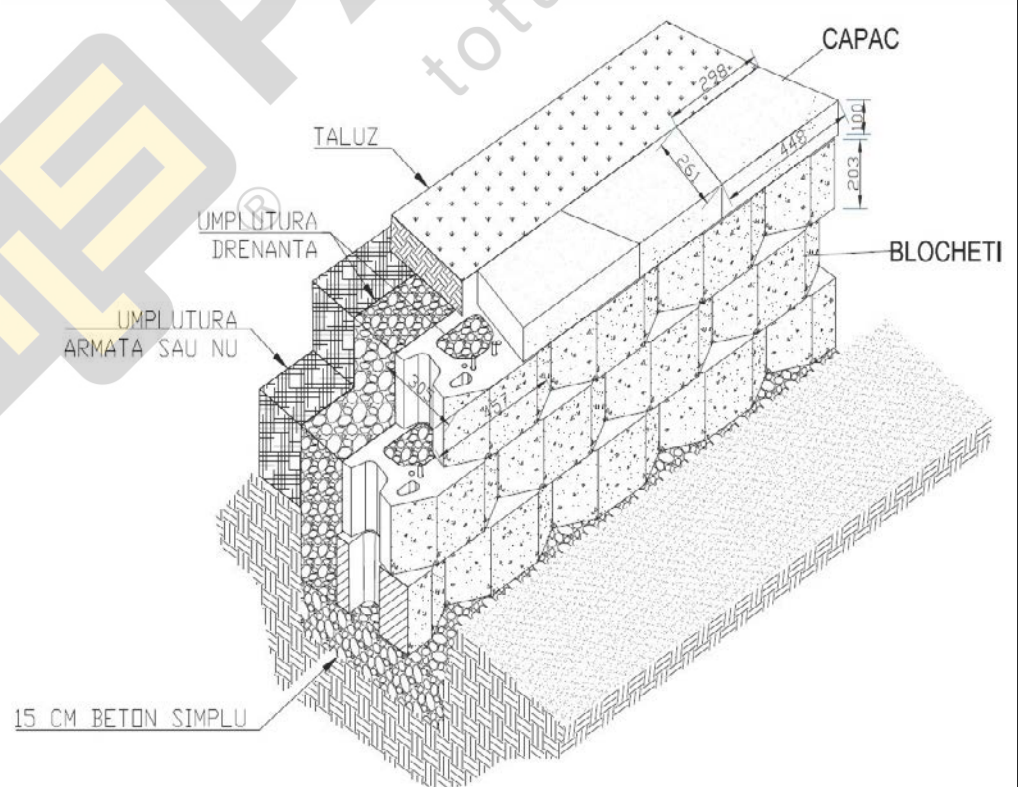 CAPAC
298
100
448
261
203
TALUZ
UMPLUTURA
DRENANTA
BLOCHETI
UMPLUTURA
ARMATA SAU NU
457
15 CM BETON SIMPLU
totu
®